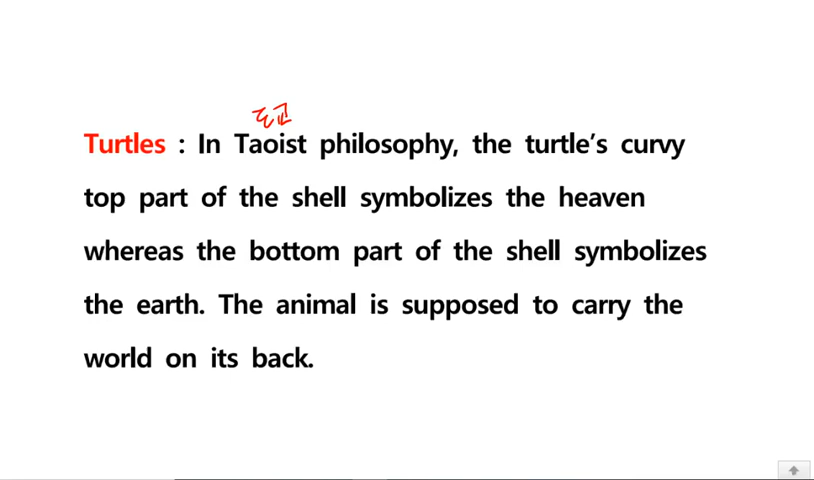 도교
Turtles : In Taoist philosophy, the turtle’s curvy
top part of the shell symbolizes the heaven
whereas the bottom part of the shell symbolizes
the earth. The animal is supposed to carry the
world on its back.